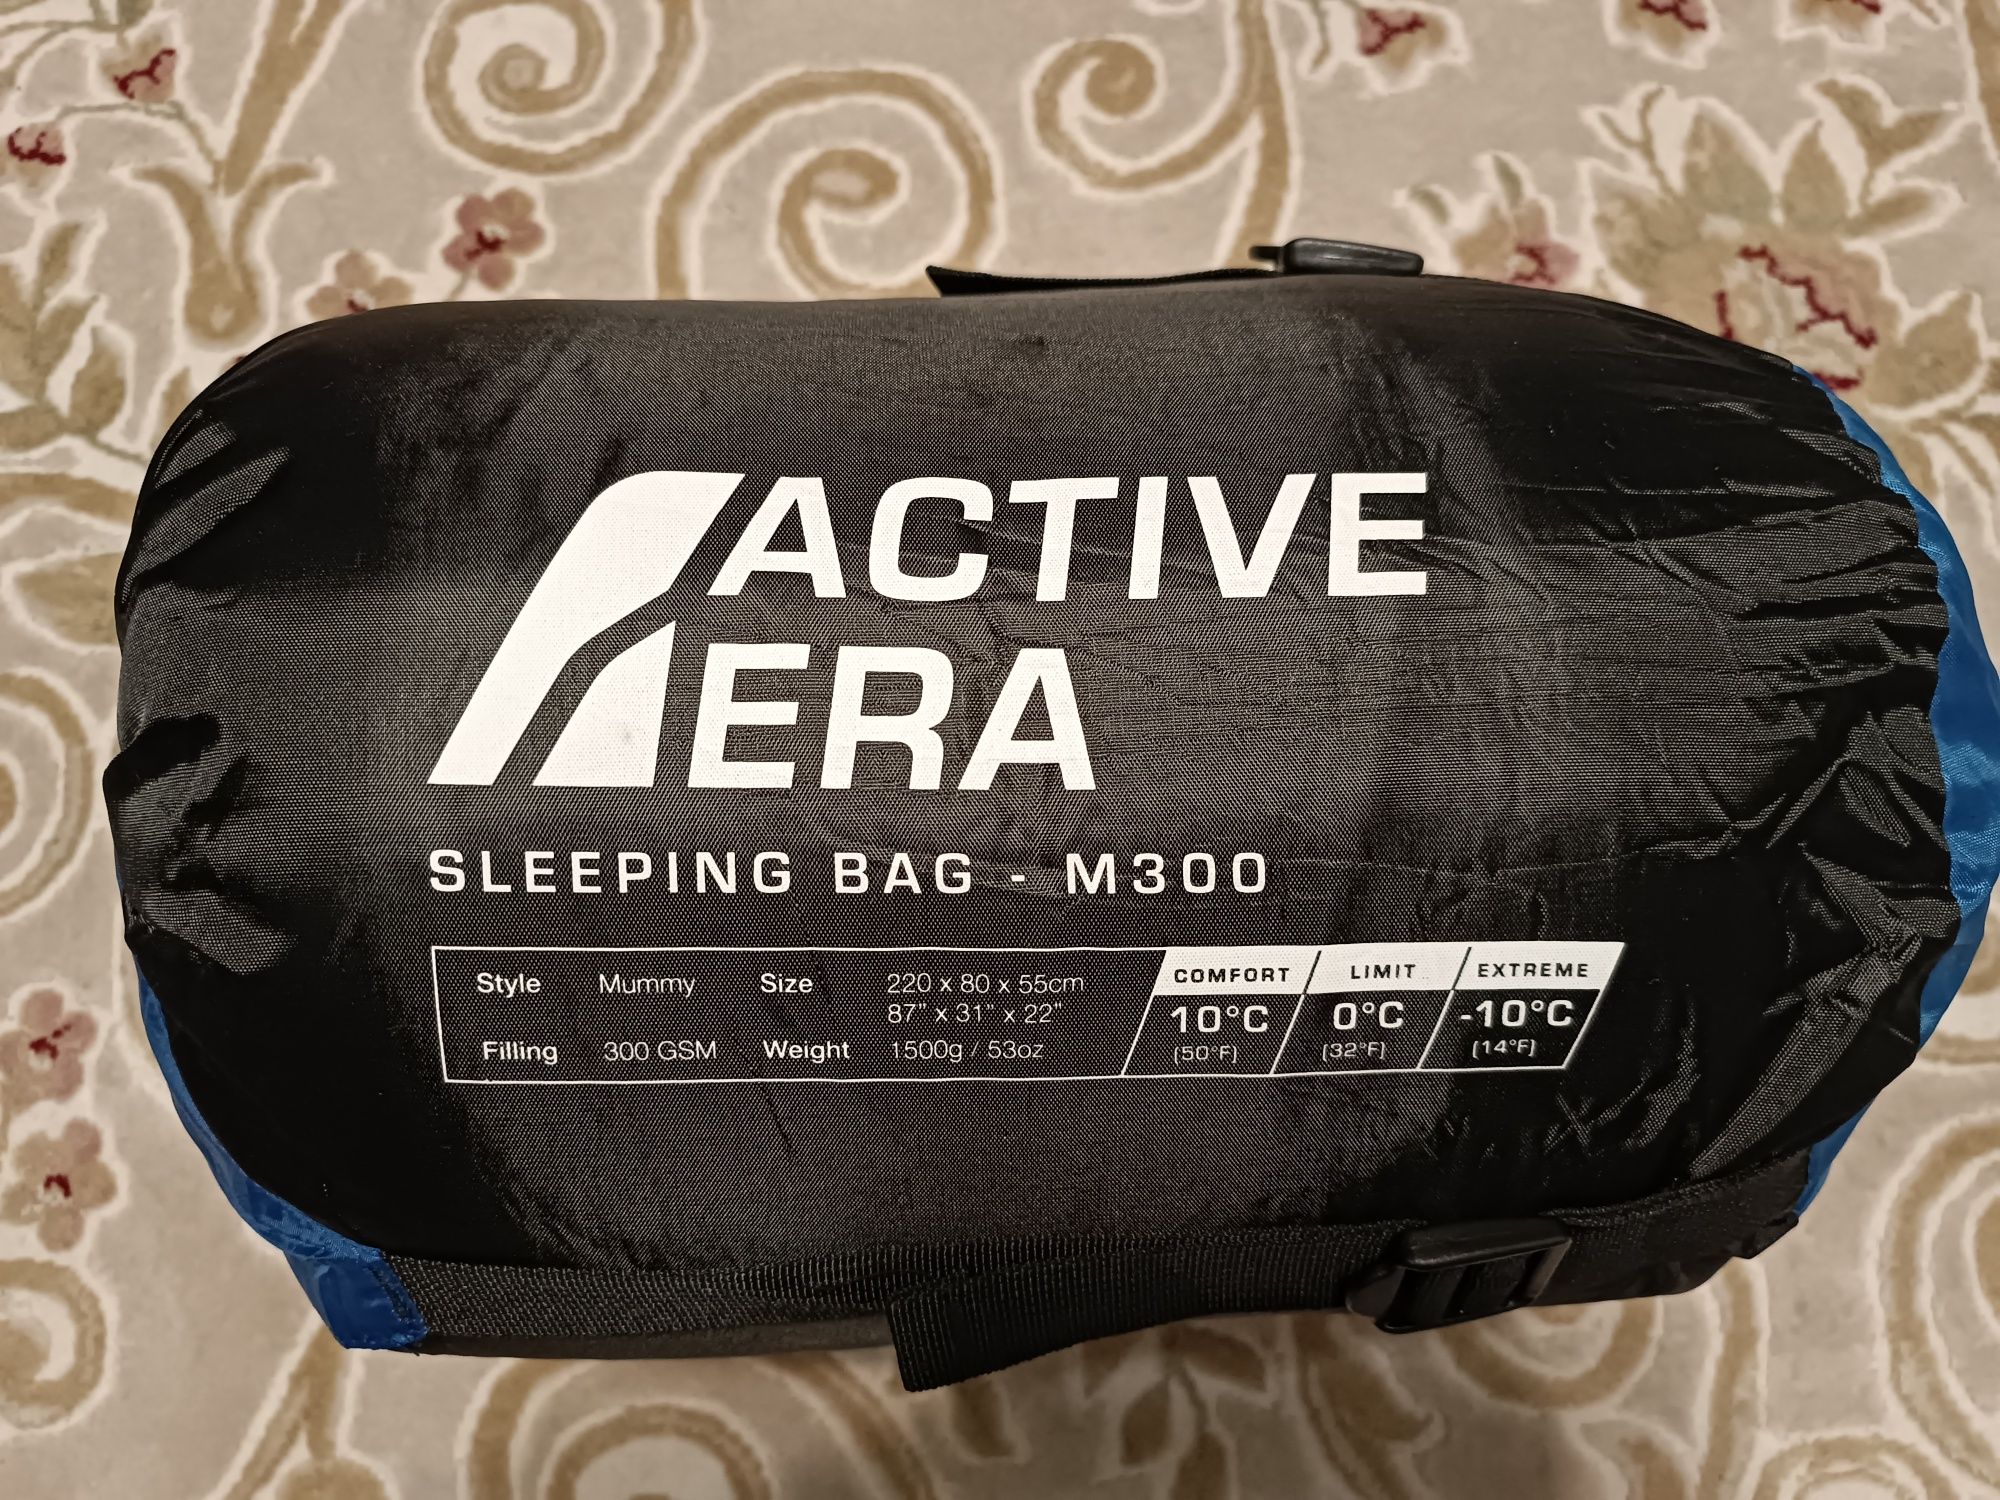 ACTIVE
ERA
SLEEPING BAG - M300
Style Mummy Size 220 x 80 x 55cm
87" x 31" x 22"
Filling 300 GSM Weight 1500g / 53oz
COMFORT LIMIT EXTREME
10°C 0°C -10°C
(50°F) (32°F) (14°F)